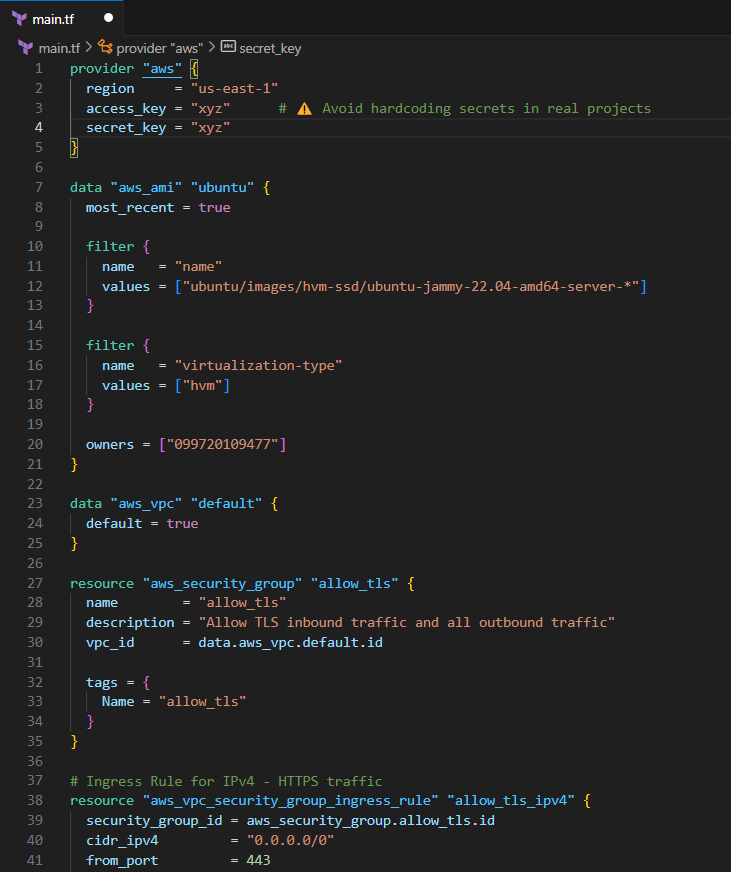 main.tf
main.tf > provider "aws" > secret_key
1 provider "aws" {
2   region     = "us-east-1"
3   access_key = "xyz"      # ⚠ Avoid hardcoding secrets in real projects
4   secret_key = "xyz"
5 }
6
7 data "aws_ami" "ubuntu" {
8   most_recent = true
9
10   filter {
11     name   = "name"
12     values = ["ubuntu/images/hvm-ssd/ubuntu-jammy-22.04-amd64-server-*"]
13   }
14
15   filter {
16     name   = "virtualization-type"
17     values = ["hvm"]
18   }
19
20   owners = ["099720109477"]
21 }
22
23 data "aws_vpc" "default" {
24   default = true
25 }
26
27 resource "aws_security_group" "allow_tls" {
28   name        = "allow_tls"
29   description = "Allow TLS inbound traffic and all outbound traffic"
30   vpc_id      = data.aws_vpc.default.id
31
32   tags = {
33     Name = "allow_tls"
34   }
35 }
36
37 # Ingress Rule for IPv4 - HTTPS traffic
38 resource "aws_vpc_security_group_ingress_rule" "allow_tls_ipv4" {
39   security_group_id = aws_security_group.allow_tls.id
40   cidr_ipv4         = "0.0.0.0/0"
41   from_port         = 443